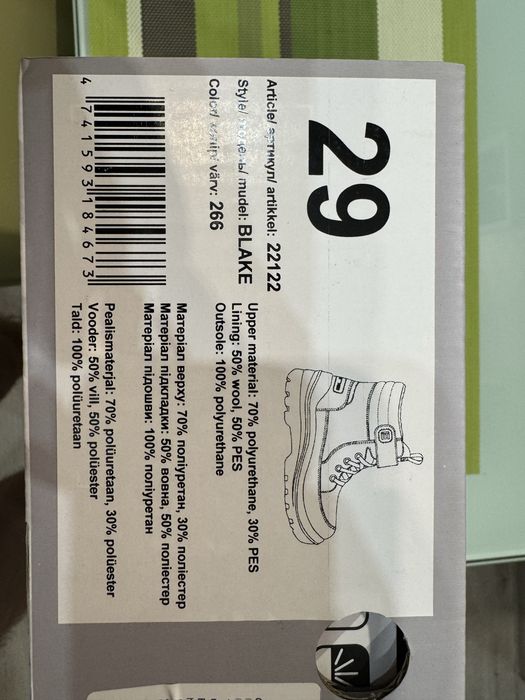 29
Article/ артикул/ artikkel: 22122
Style/ модель/ mudel: BLAKE
Color/ колір/ värv: 266
4 741593 184673
Upper material: 70% polyurethane, 30% PES
Lining: 50% wool, 50% PES
Outsole: 100% polyurethane
Матеріал верху: 70% поліуретан, 30% поліестер
Матеріал підкладки: 50% вовна, 50% поліестер
Матеріал підошви: 100% поліуретан
Pealismaterjal: 70% polüuretaan, 30% polüester
Vooder: 50% vill, 50% polüester
Tald: 100% polüuretaan